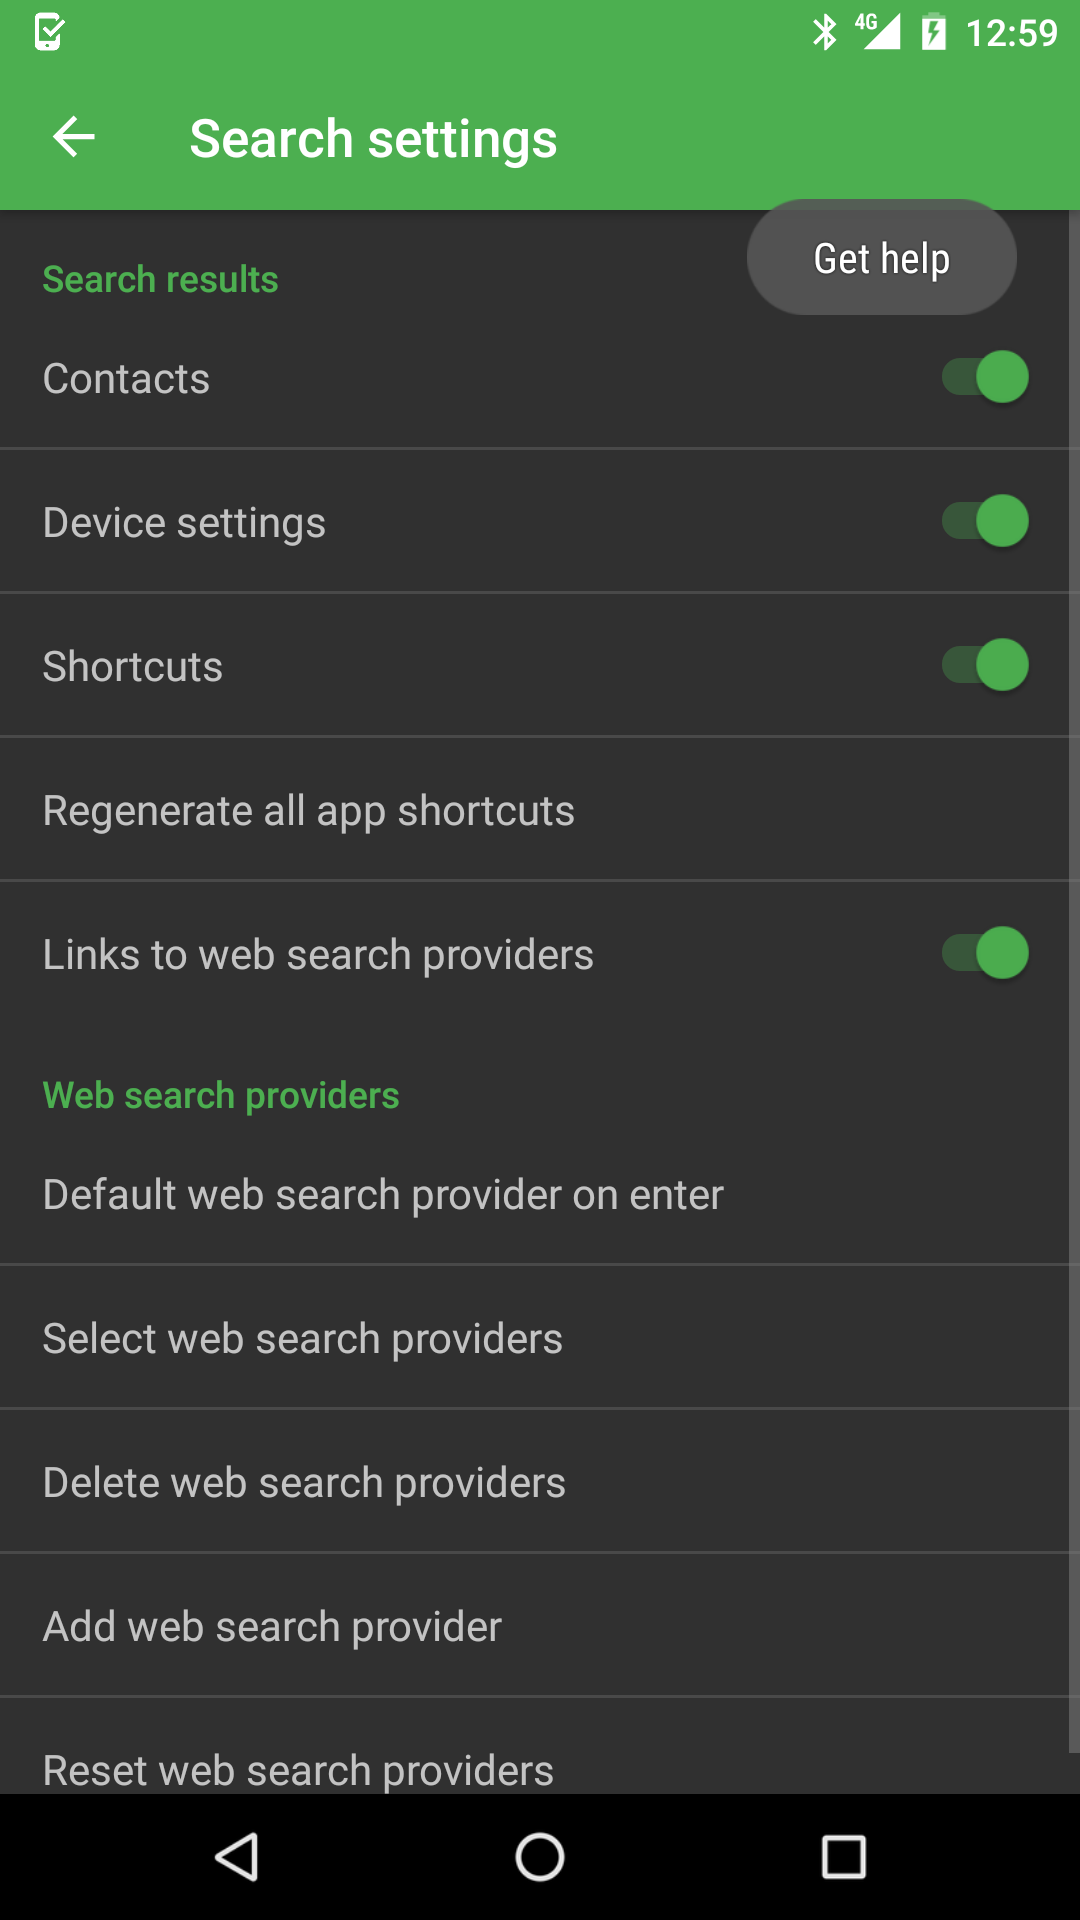 4G 12:59
Search settings
Get help
Search results
Contacts
Device settings
Shortcuts
Regenerate all app shortcuts
Links to web search providers
Web search providers
Default web search provider on enter
Select web search providers
Delete web search providers
Add web search provider
Reset web search providers